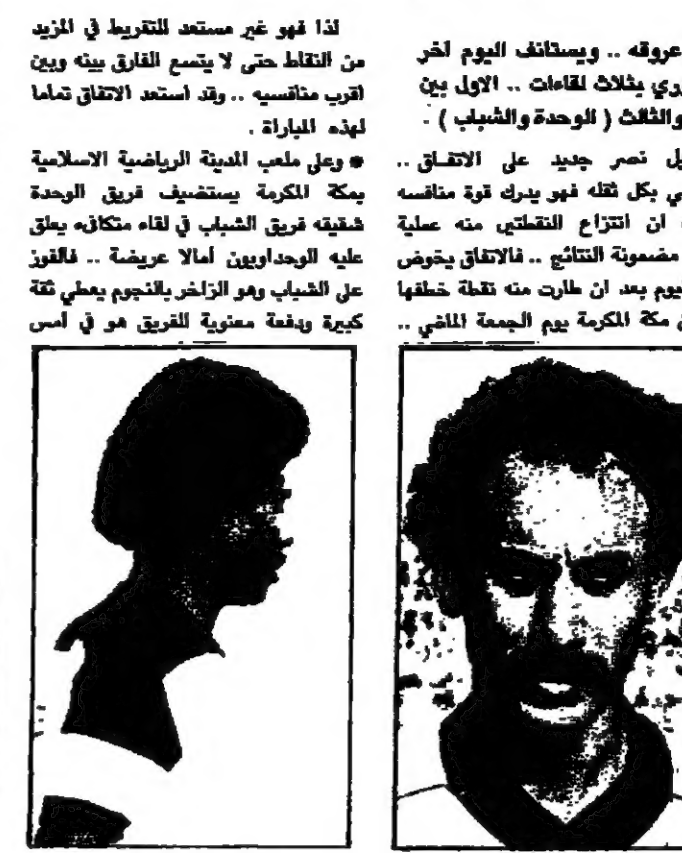 عروقه .. ويستانف اليوم اخر
وري بثلاث لقاءات .. الاول بين
والثالث ( الوحدة والشباب ) .
يل نصر جديد على الاتفاق ..
ي بكل ثقله فهو يدرك قوة منافسه
ان انتزاع النقطتين منه عملية
مضمونة النتائج .. فالاتفاق يخوض
يوم بعد ان طارت منه نقطة خطفها
مكة المكرمة يوم الجمعة الماضي ..
لذا فهو غير مستعد للتفريط في المزيد
من النقاط حتى لا يتسع الفارق بينه وبين
اقرب منافسيه .. وقد استعد الاتفاق تماما
لهذه المباراة .
● وعلى ملعب المدينة الرياضية الاسلامية
بمكة المكرمة يستضيف فريق الوحدة
شقيقه فريق الشباب في لقاء متكافىء يعلق
عليه الوحداويون أمالا عريضة .. فالفوز
على الشباب وهو الزاخر بالنجوم يعطي ثقة
كبيرة ودفعة معنوية للفريق هو في أمس